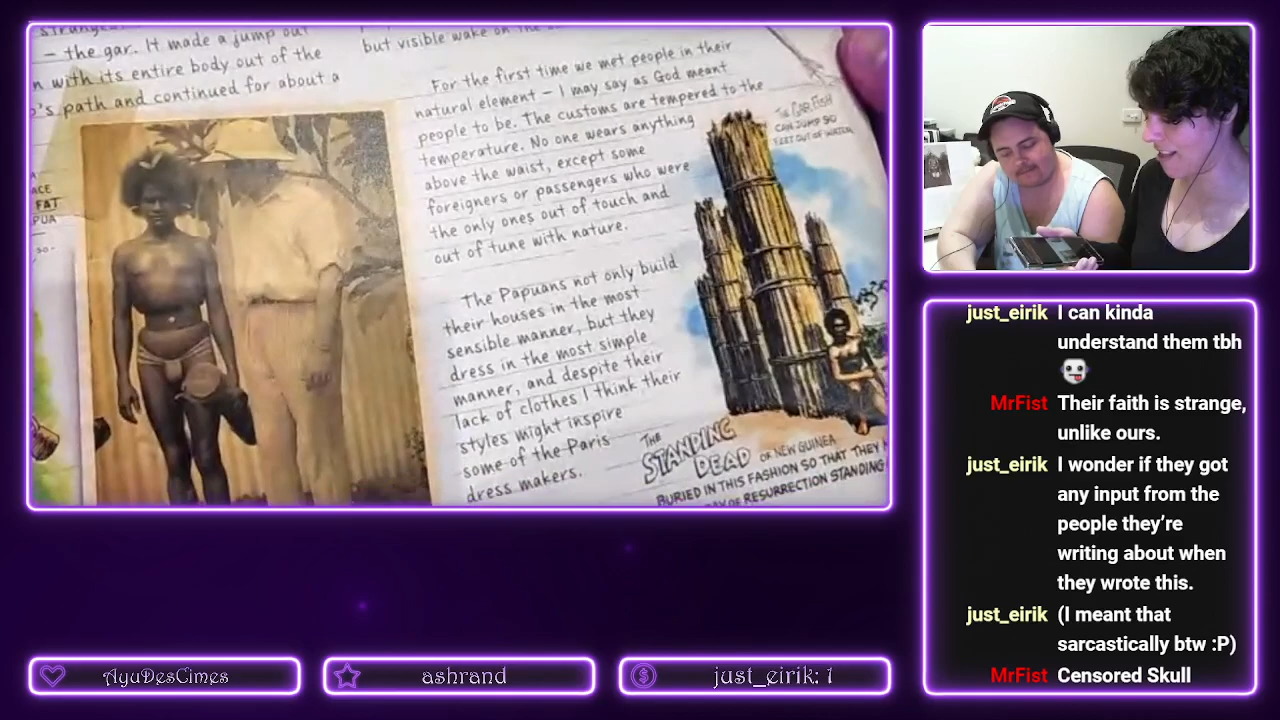 — the gar. It made a jump out
n with its entire body out of the
's path and continued for about a
but visible wake on the
For the first time we met people in their
natural element — I may say as God meant
people to be. The customs are tempered to the
temperature. No one wears anything
above the waist, except some
foreigners or passengers who were
the only ones out of touch and
out of tune with nature.
The Papuans not only build
their houses in the most
sensible manner, but they
dress in the most simple
manner, and despite their
lack of clothes I think their
styles might inspire
some of the Paris
dress makers.
THE GAR FISH
CAN JUMP 30
FEET OUT OF WATER
THE
STANDING
DEAD OF NEW GUINEA
BURIED IN THIS FASHION SO THAT THEY
DAY OF RESURRECTION STANDING
ACE
FAT
PUA
SO-
just_eirik I can kinda
understand them tbh
MrFist Their faith is strange,
unlike ours.
just_eirik I wonder if they got
any input from the
people they're
writing about when
they wrote this.
just_eirik (I meant that
sarcastically btw :P)
MrFist Censored Skull
AyuDesCimes
ashrand
just_eirik: 1